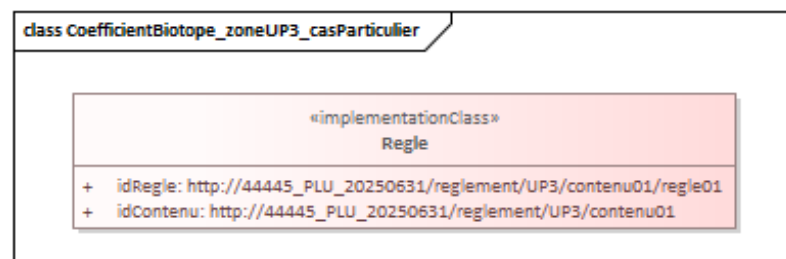 class CoefficientBiotope_zoneUP3_casParticulier
«implementationClass»
Regle
+ idRegle: http://44445_PLU_20250631/reglement/UP3/contenu01/regle01
+ idContenu: http://44445_PLU_20250631/reglement/UP3/contenu01